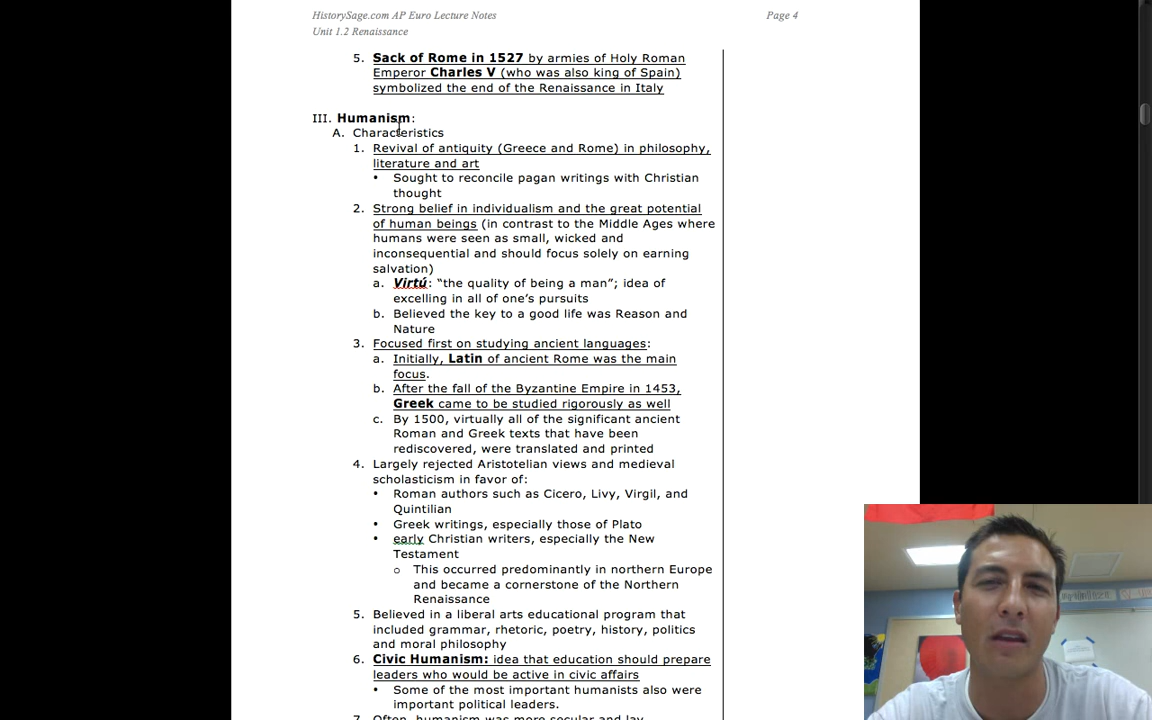 HistorySage.com AP Euro Lecture Notes Page 4
Unit 1.2 Renaissance
5. Sack of Rome in 1527 by armies of Holy Roman
Emperor Charles V (who was also king of Spain)
symbolized the end of the Renaissance in Italy
III. Humanism:
A. Characteristics
1. Revival of antiquity (Greece and Rome) in philosophy,
literature and art
• Sought to reconcile pagan writings with Christian
thought
2. Strong belief in individualism and the great potential
of human beings (in contrast to the Middle Ages where
humans were seen as small, wicked and
inconsequential and should focus solely on earning
salvation)
a. Virtú: “the quality of being a man”; idea of
excelling in all of one’s pursuits
b. Believed the key to a good life was Reason and
Nature
3. Focused first on studying ancient languages:
a. Initially, Latin of ancient Rome was the main
focus.
b. After the fall of the Byzantine Empire in 1453,
Greek came to be studied rigorously as well
c. By 1500, virtually all of the significant ancient
Roman and Greek texts that have been
rediscovered, were translated and printed
4. Largely rejected Aristotelian views and medieval
scholasticism in favor of:
• Roman authors such as Cicero, Livy, Virgil, and
Quintilian
• Greek writings, especially those of Plato
• early Christian writers, especially the New
Testament
o This occurred predominantly in northern Europe
and became a cornerstone of the Northern
Renaissance
5. Believed in a liberal arts educational program that
included grammar, rhetoric, poetry, history, politics
and moral philosophy
6. Civic Humanism: idea that education should prepare
leaders who would be active in civic affairs
• Some of the most important humanists also were
important political leaders.
7. Often, humanism was more secular and lay